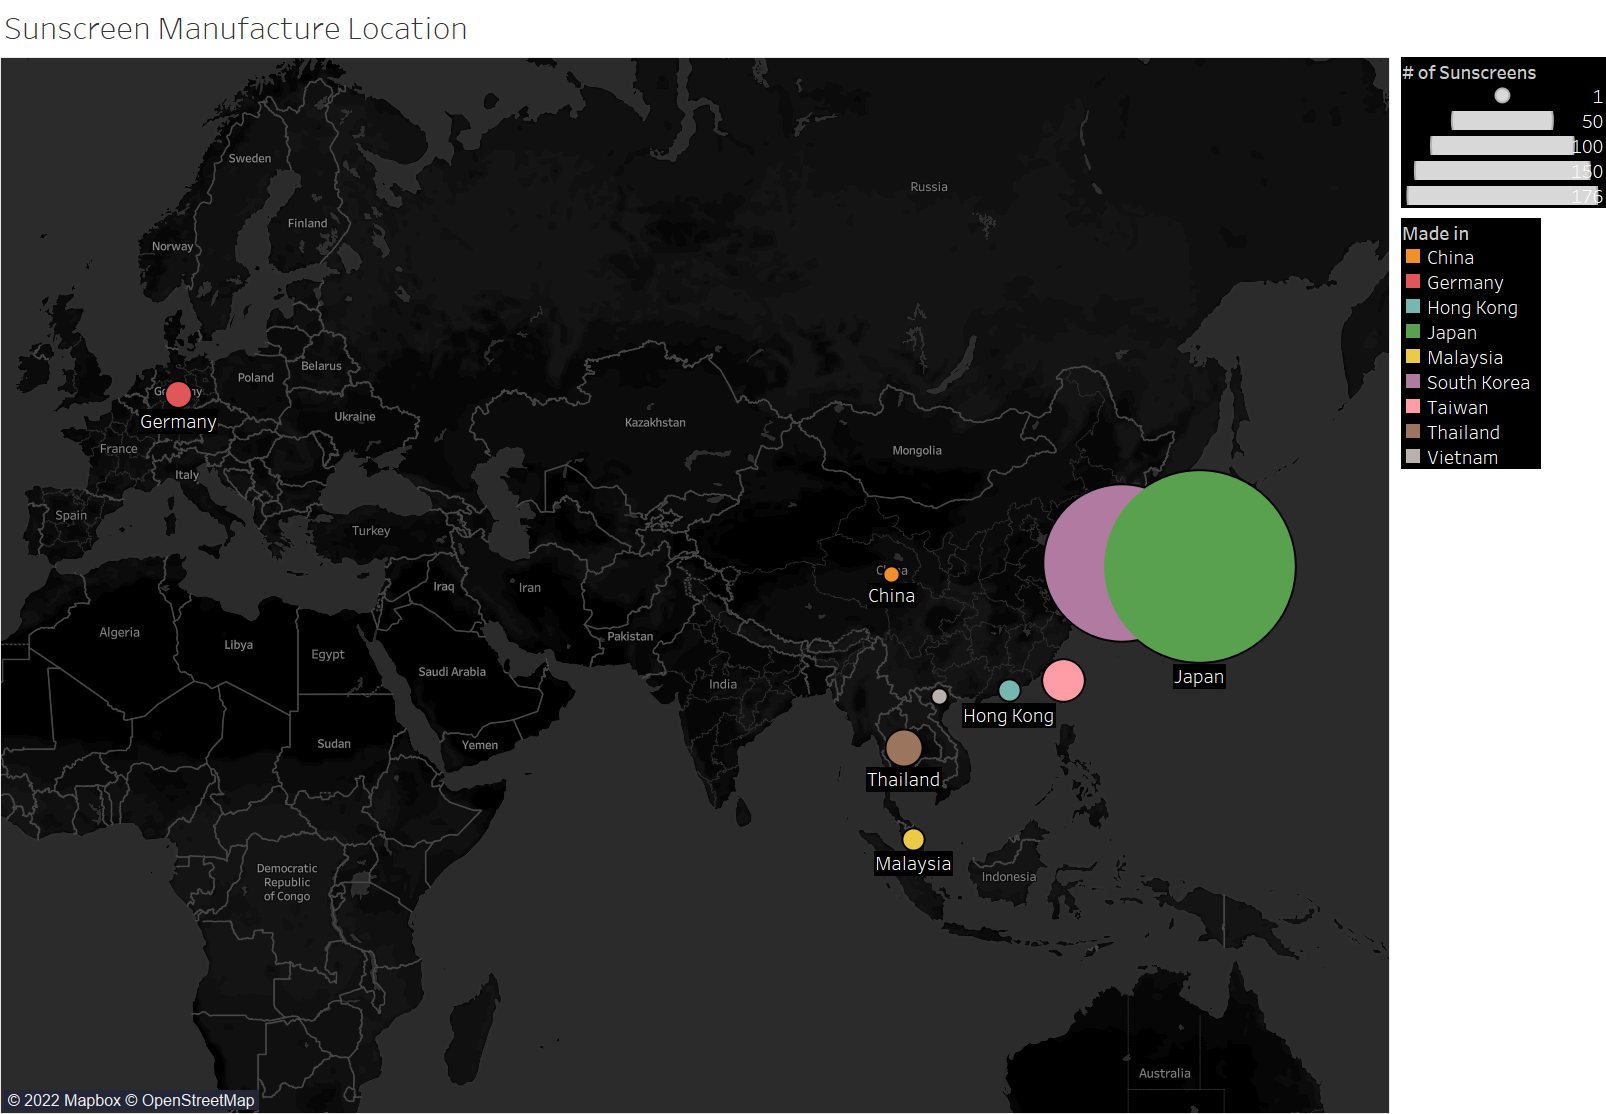 Sunscreen Manufacture Location
# of Sunscreens
1
50
100
150
176
Made in
China
Germany
Hong Kong
Japan
Malaysia
South Korea
Taiwan
Thailand
Vietnam
Sweden
Russia
Finland
Norway
Belarus
Poland
Germany
Ukraine
Kazakhstan
France
Mongolia
Italy
Spain
Turkey
China
Iraq
Iran
China
Algeria
Pakistan
Libya
Egypt
Saudi Arabia
India
Japan
Hong Kong
Sudan
Yemen
Thailand
Malaysia
Democratic
Republic
of Congo
Indonesia
Australia
© 2022 Mapbox © OpenStreetMap